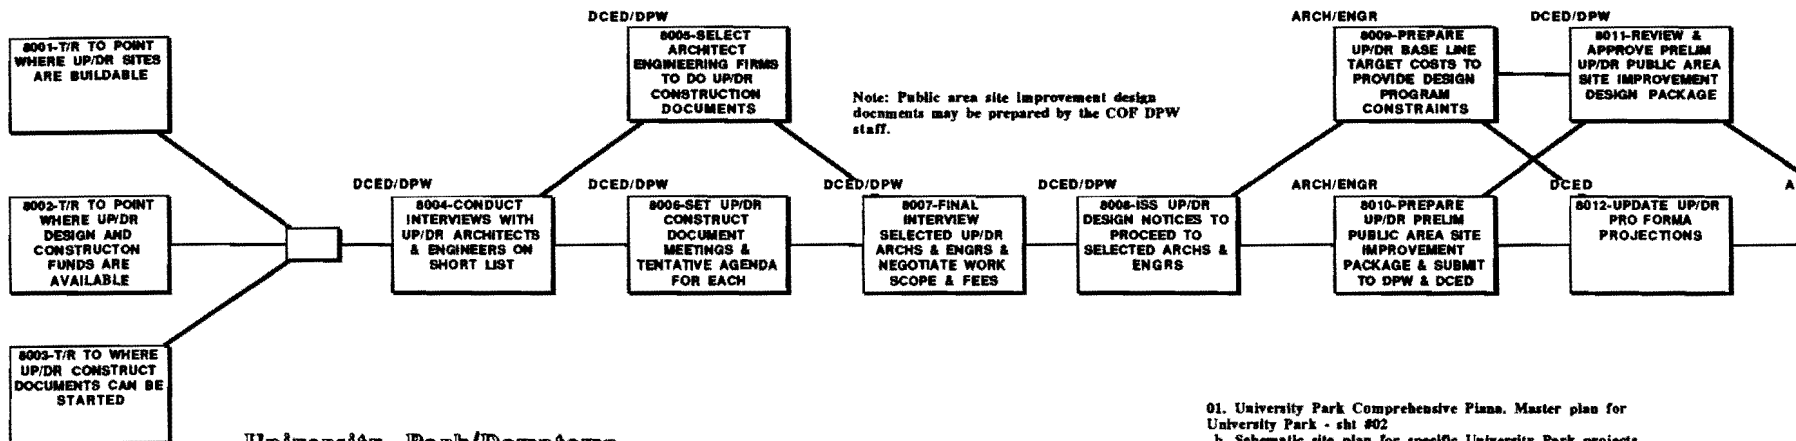 DCED/DPW
ARCH/ENGR
DCED/DPW
8001-T/R TO POINT
WHERE UP/DR SITES
ARE BUILDABLE
8005-SELECT
ARCHITECT
ENGINEERING FIRMS
TO DO UP/DR
CONSTRUCTION
DOCUMENTS
Note: Public area site improvement design
documents may be prepared by the COF DPW
staff.
8009-PREPARE
UP/DR BASE LINE
TARGET COSTS TO
PROVIDE DESIGN
PROGRAM
CONSTRAINTS
8011-REVIEW &
APPROVE PRELIM
UP/DR PUBLIC AREA
SITE IMPROVEMENT
DESIGN PACKAGE
DCED/DPW
DCED/DPW
DCED/DPW
DCED/DPW
ARCH/ENGR
DCED
A
8002-T/R TO POINT
WHERE UP/DR
DESIGN AND
CONSTRUCTON
FUNDS ARE
AVAILABLE
8004-CONDUCT
INTERVIEWS WITH
UP/DR ARCHITECTS
& ENGINEERS ON
SHORT LIST
8006-SET UP/DR
CONSTRUCT
DOCUMENT
MEETINGS &
TENTATIVE AGENDA
FOR EACH
8007-FINAL
INTERVIEW
SELECTED UP/DR
ARCHS & ENGRS &
NEGOTIATE WORK
SCOPE & FEES
8008-ISS UP/DR
DESIGN NOTICES TO
PROCEED TO
SELECTED ARCHS &
ENGRS
8010-PREPARE
UP/DR PRELIM
PUBLIC AREA SITE
IMPROVEMENT
PACKAGE & SUBMIT
TO DPW & DCED
8012-UPDATE UP/DR
PRO FORMA
PROJECTIONS
8003-T/R TO WHERE
UP/DR CONSTRUCT
DOCUMENTS CAN BE
STARTED
01. University Park Comprehensive Plans. Master plan for
University Park - sht #02
b. Schematic site plan for specific University Park projects